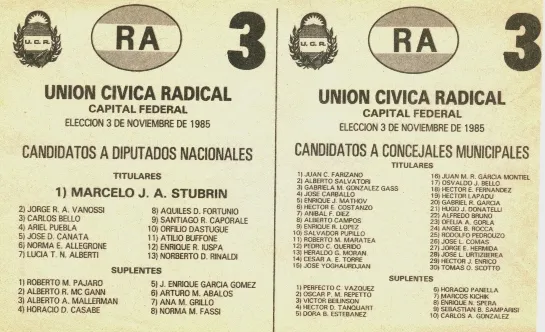 U.C.R.
RA
3
UNION CIVICA RADICAL
CAPITAL FEDERAL
ELECCION 3 DE NOVIEMBRE DE 1985
CANDIDATOS A DIPUTADOS NACIONALES
TITULARES
1) MARCELO J. A. STUBRIN
2) JORGE R. A. VANOSSI
3) CARLOS BELLO
4) ARIEL PUEBLA
5) JOSE D. CANATA
6) NORMA E. ALLEGRONE
7) LUCIA T. N. ALBERTI
8) AQUILES D. FORTUNIO
9) SANTIAGO R. CAPORALE
10) ORFILIO DASTUGUE
11) ATILIO BUFFONE
12) ENRIQUE R. IUSPA
13) NORBERTO D. RINALDI
SUPLENTES
1) ROBERTO M. PAJARO
2) ALBERTO R. MC GANN
3) ALBERTO A. MALLERMAN
4) HORACIO D. CASABE
5) J. ENRIQUE GARCIA GOMEZ
6) ARTURO M. ABALOS
7) ANA M. GRILLO
8) NORMA M. FASSI
U.C.R.
RA
3
UNION CIVICA RADICAL
CAPITAL FEDERAL
ELECCION 3 DE NOVIEMBRE DE 1985
CANDIDATOS A CONCEJALES MUNICIPALES
TITULARES
1) JUAN C. FARIZANO
2) ALBERTO SALVATORI
3) GABRIELA M. GONZALEZ GASS
4) JOSE CARBALLO
5) ENRIQUE J. MATHOV
6) HECTOR E. COSTANZO
7) ANIBAL F. DIEZ
8) ALBERTO CAMPOS
9) ENRIQUE R. LOPEZ
10) SALVADOR PUPILLO
11) ROBERTO M. MARATEA
12) PEDRO C. QUERIDO
13) HERALDO G. MORAN
14) CESAR A. E. TORRE
15) JOSE YOGHAURDJIAN
16) JUAN M. R. GARCIA MONTIEL
17) OSVALDO J. BELLO
18) HECTOR E. FERNANDEZ
19) HECTOR LAPADU
20) GABRIEL R. GARCIA
21) HUGO J. DONATELLI
22) ALFREDO BRUNO
23) OFELIA A. GORLA
24) ANGEL B. ROCCA
25) RODOLFO PEDROUZO
26) JOSE L. COMAS
27) JORGE E. HERMIDA
28) JOSE L. URTIZBEREA
29) HECTOR J. ENRICO
30) TOMAS O. SCOTTO
SUPLENTES
1) PERFECTO C. VAZQUEZ
2) OSCAR P. M. REPETTO
3) VICTOR BEILINSON
4) HECTOR D. TANQUART
5) DORA B. ESTEBANEZ
6) HORACIO PANELLA
7) MARCOS KICHIK
8) ENRIQUE N. SPERA
9) SEBASTIAN B. SAMPARISI
10) CARLOS A. GONZALEZ